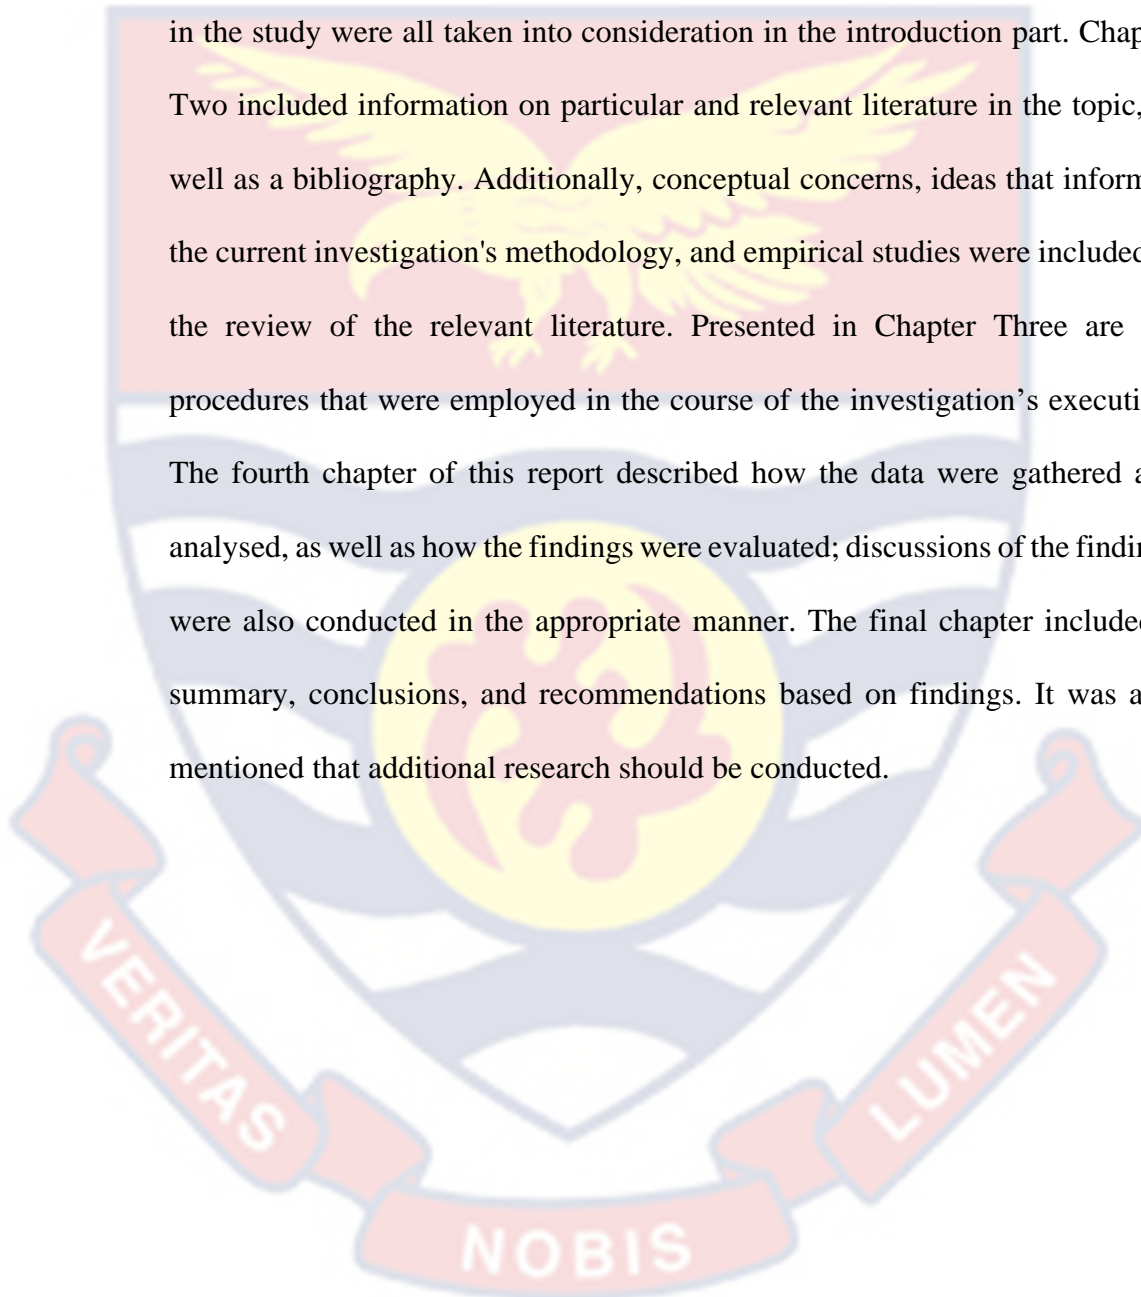 in the study were all taken into consideration in the introduction part. Chap
Two included information on particular and relevant literature in the topic,
well as a bibliography. Additionally, conceptual concerns, ideas that inform
the current investigation's methodology, and empirical studies were included
the review of the relevant literature. Presented in Chapter Three are
procedures that were employed in the course of the investigation’s executi
The fourth chapter of this report described how the data were gathered a
analysed, as well as how the findings were evaluated; discussions of the findin
were also conducted in the appropriate manner. The final chapter included
summary, conclusions, and recommendations based on findings. It was a
mentioned that additional research should be conducted.
VERITAS
NOBIS
LUMEN